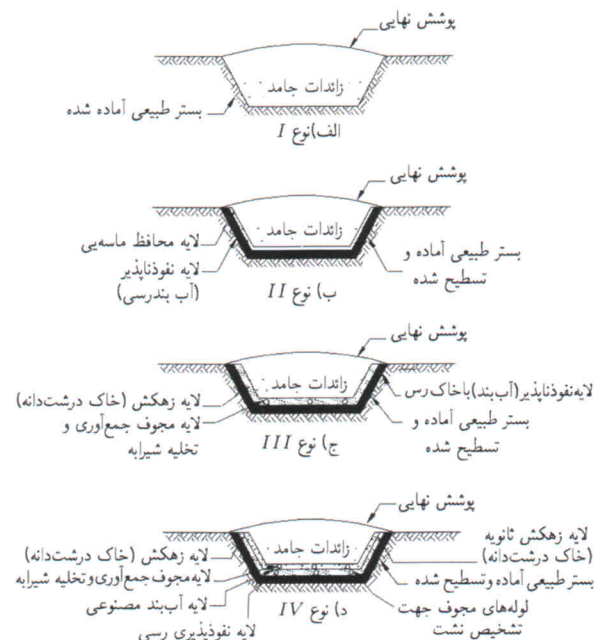 پوشش نهایی
زائدات جامد
بستر طبیعی آماده شده
الف)نوع I
پوشش نهایی
زائدات جامد
لایه محافظ ماسه‌یی
لایه نفوذناپذیر
(آب بندرسی)
بستر طبیعی آماده و
تسطیح شده
ب) نوع II
پوشش نهایی
زائدات جامد
لایه‌نفوذناپذیر(آب‌بند)باخاک‌رس
بستر طبیعی آماده و
تسطیح شده
لایه زهکش (خاک درشت‌دانه)
لایه مجوف جمع‌آوری و
تخلیه شیرابه
ج) نوع III
پوشش نهایی
زائدات جامد
لایه زهکش ثانویه
(خاک درشت‌دانه)
بستر طبیعی آماده وتسطیح شده
لوله‌های مجوف جهت
تشخیص نشت
لایه زهکش (خاک درشت‌دانه)
لایه‌مجوف‌جمع‌آوری‌وتخلیه شیرابه
لایه آب‌بند مصنوعی
لایه نفوذپذیری رسی
د) نوع IV